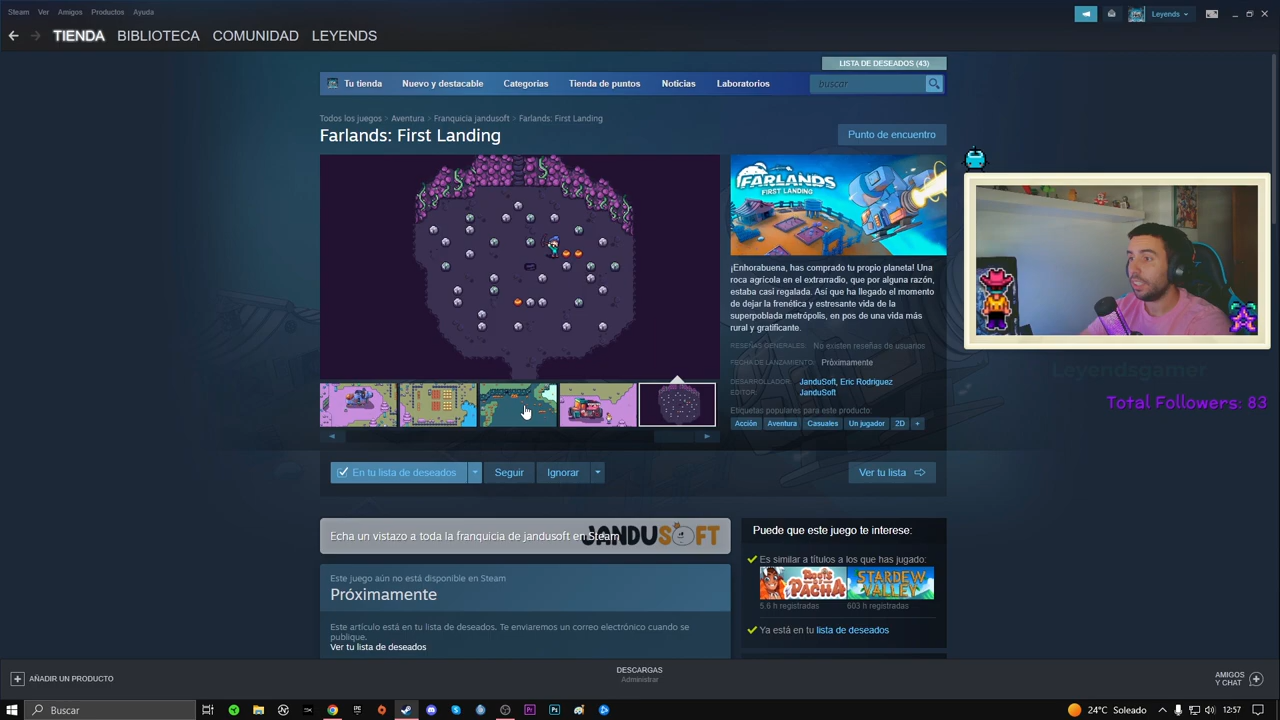 Steam Ver Amigos Productos Ayuda
Leyends
TIENDA BIBLIOTECA COMUNIDAD LEYENDS
LISTA DE DESEADOS (43)
Tu tienda Nuevo y destacable Categorías Tienda de puntos Noticias Laboratorios buscar
Todos los juegos > Aventura > Franquicia jandusoft > Farlands: First Landing
Farlands: First Landing
Punto de encuentro
FARLANDS
FIRST LANDING
¡Enhorabuena, has comprado tu propio planeta! Una
roca agrícola en el extrarradio, que por alguna razón,
estaba casi regalada. Así que ha llegado el momento
de dejar la frenética y estresante vida de la
superpoblada metrópolis, en pos de una vida más
rural y gratificante.
RESEÑAS GENERALES: No existen reseñas de usuarios
FECHA DE LANZAMIENTO: Próximamente
DESARROLLADOR: JanduSoft, Eric Rodriguez
EDITOR: JanduSoft
Etiquetas populares para este producto:
Acción Aventura Casuales Un jugador 2D +
Leyendsgamer
Total Followers: 83
En tu lista de deseados Seguir Ignorar Ver tu lista
Echa un vistazo a toda la franquicia de jandusoft en Steam
JANDUSOFT
Este juego aún no está disponible en Steam
Próximamente
Este artículo está en tu lista de deseados. Te enviaremos un correo electrónico cuando se
publique.
Ver tu lista de deseados
Puede que este juego te interese:
Es similar a títulos a los que has jugado:
ROOTS OF PACHA STARDEW VALLEY
5.6 h registradas 603 h registradas
Ya está en tu lista de deseados
AÑADIR UN PRODUCTO
DESCARGAS
Administrar
AMIGOS
Y CHAT
Buscar
24°C Soleado 12:57